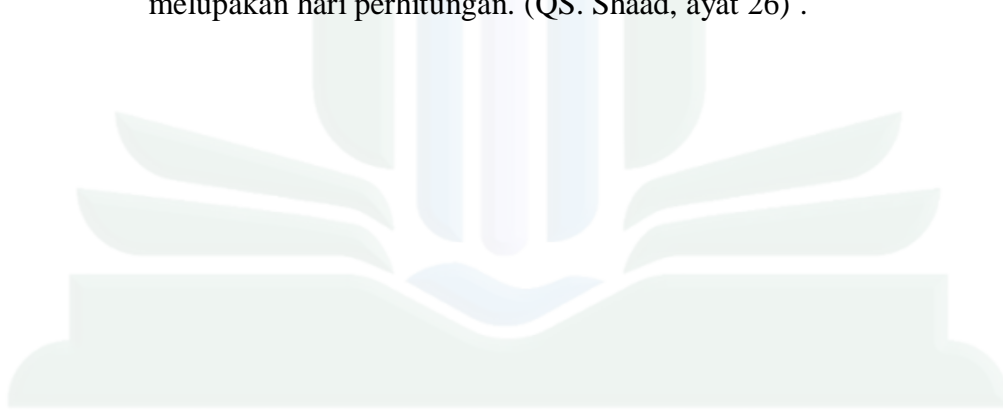 melupakan hari perhitungan. (QS. Shaad, ayat 26) .